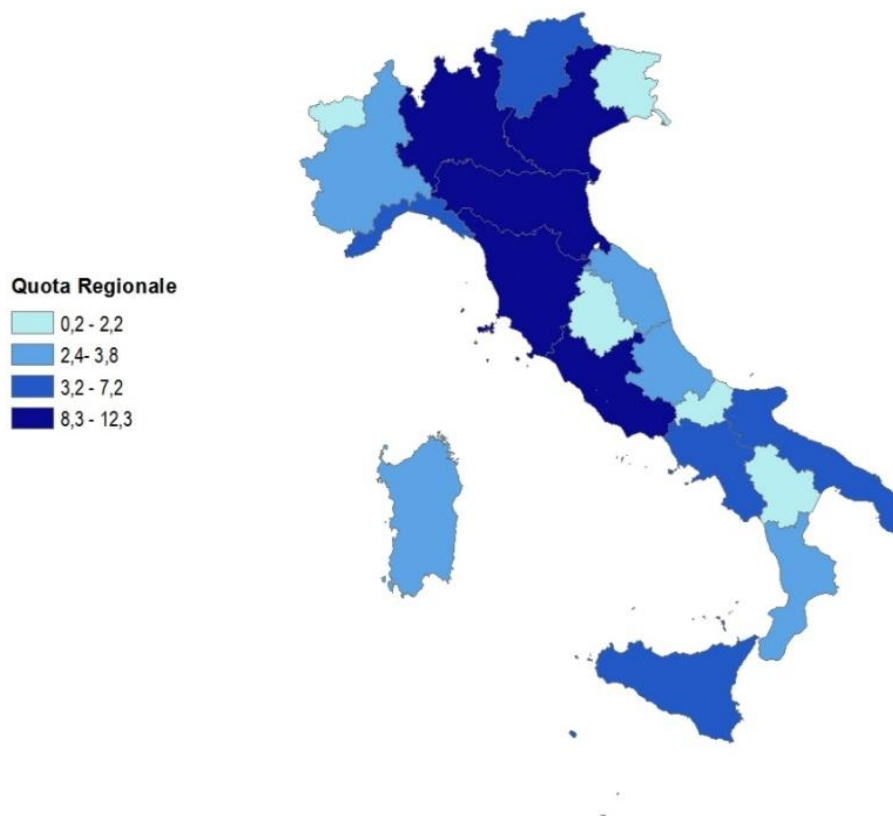 Quota Regionale
0,2 - 2,2
2,4- 3,8
3,2 - 7,2
8,3 - 12,3